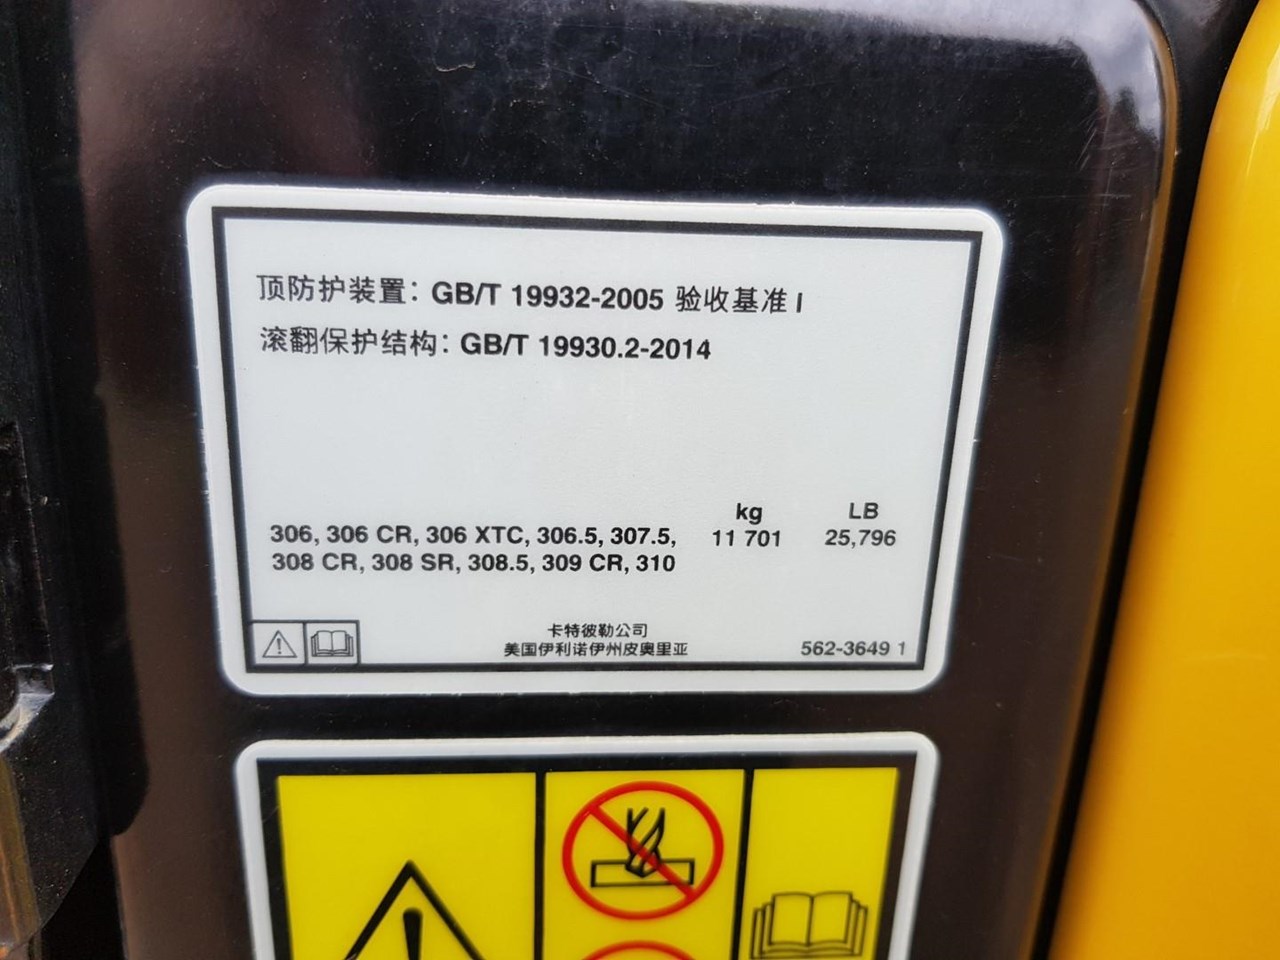 顶防护装置: GB/T 19932-2005 验收基准 I
滚翻保护结构: GB/T 19930.2-2014
kg LB
306, 306 CR, 306 XTC, 306.5, 307.5, 11 701 25,796
308 CR, 308 SR, 308.5, 309 CR, 310
卡特彼勒公司
美国伊利诺伊州皮奥里亚 562-3649 1